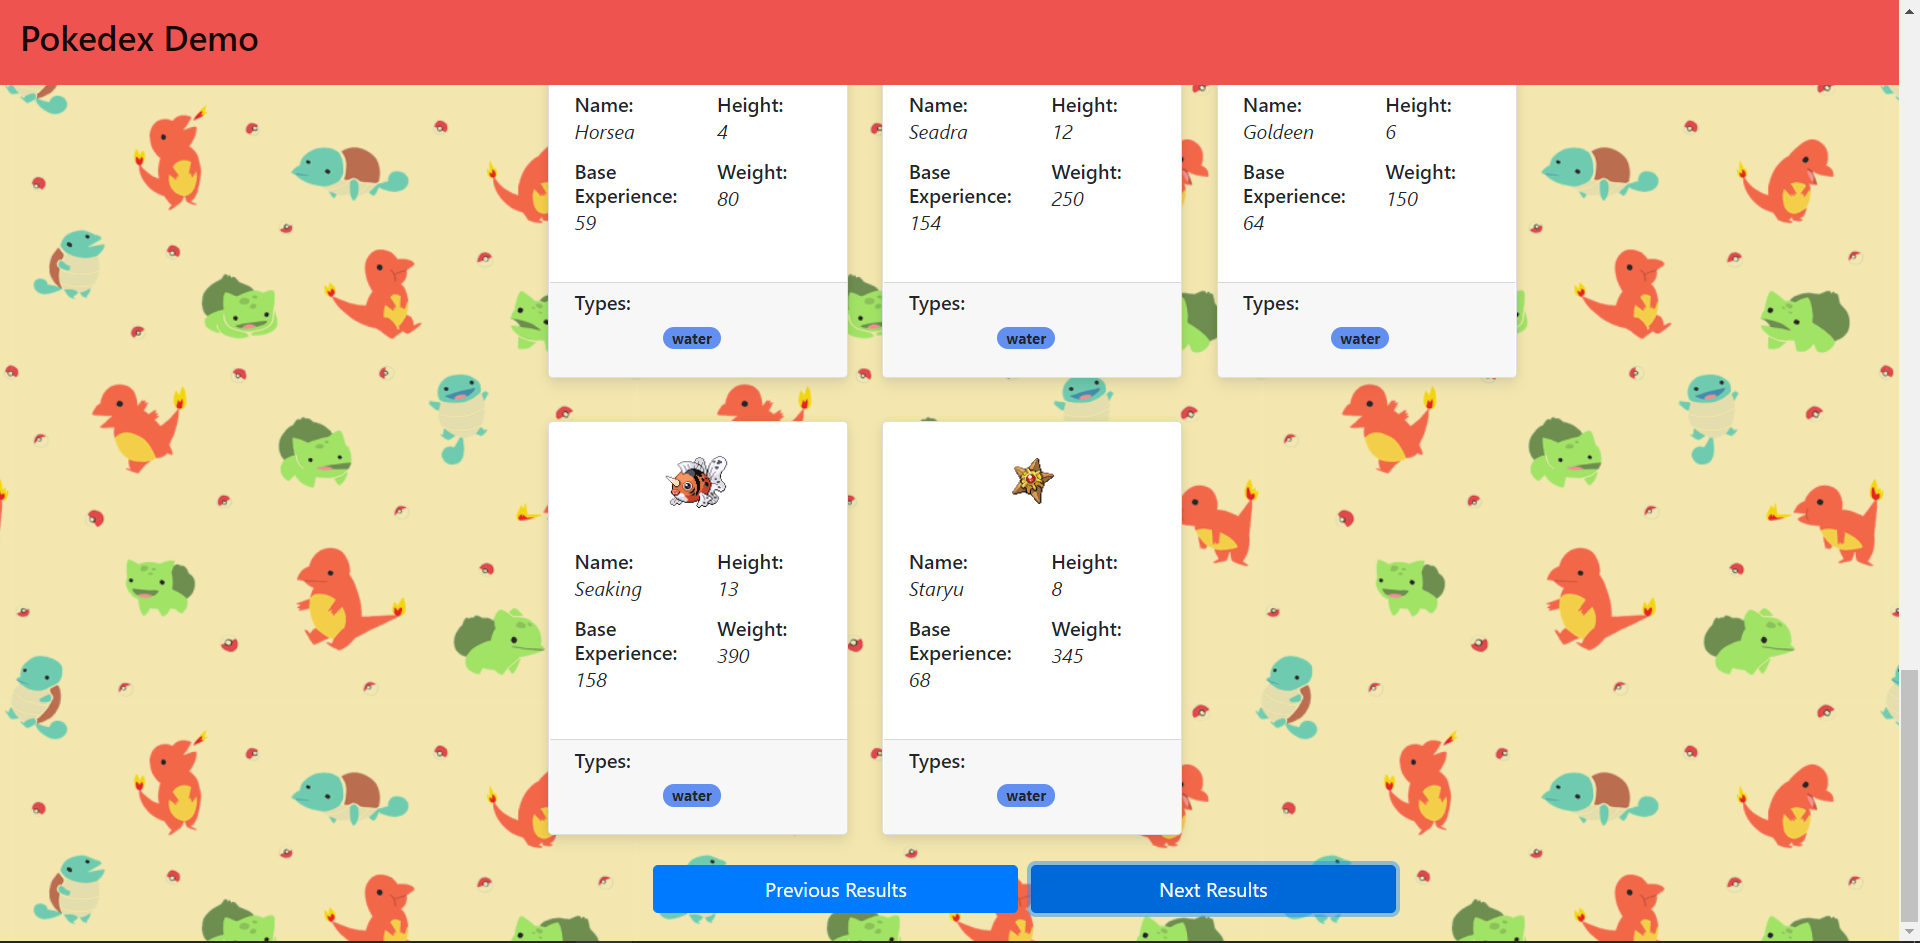 Pokedex Demo
Name: Height:
Horsea 4
Base Weight:
Experience: 80
59
Types:
water
Name: Height:
Seadra 12
Base Weight:
Experience: 250
154
Types:
water
Name: Height:
Goldeen 6
Base Weight:
Experience: 150
64
Types:
water
Name: Height:
Seaking 13
Base Weight:
Experience: 390
158
Types:
water
Name: Height:
Staryu 8
Base Weight:
Experience: 345
68
Types:
water
Previous Results
Next Results